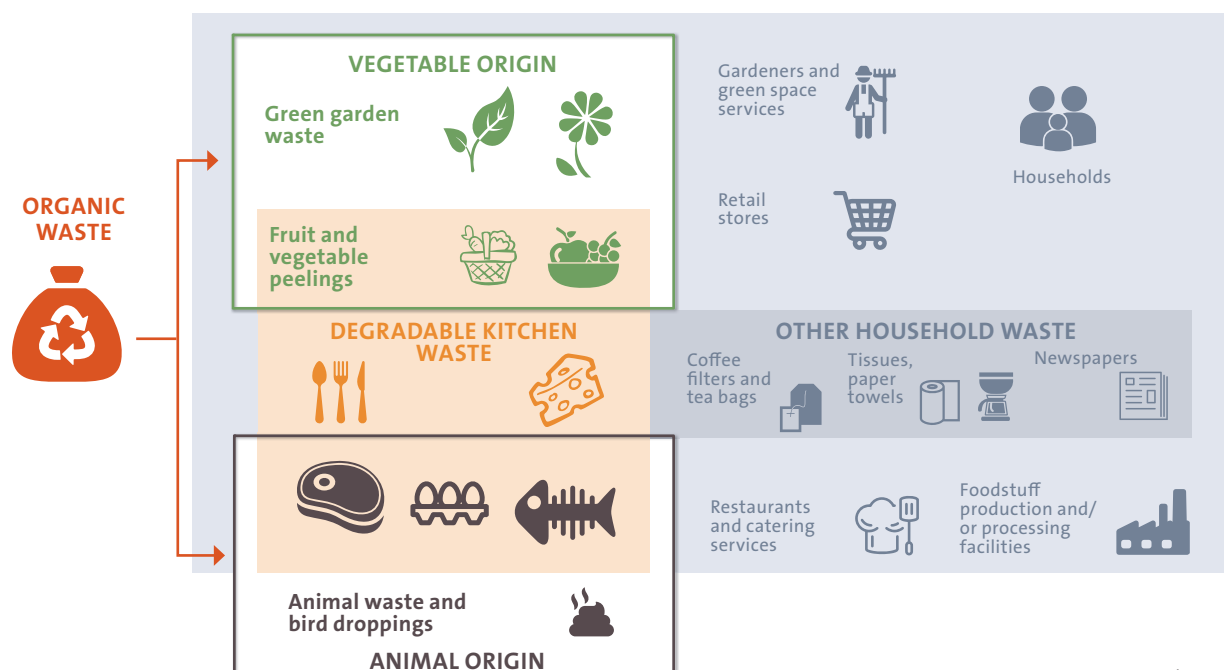 ORGANIC
WASTE
VEGETABLE ORIGIN
Green garden
waste
Fruit and
vegetable
peelings
DEGRADABLE KITCHEN
WASTE
Animal waste and
bird droppings
ANIMAL ORIGIN
Gardeners and
green space
services
Households
Retail
stores
OTHER HOUSEHOLD WASTE
Coffee
filters and
tea bags
Tissues,
paper
towels
Newspapers
Restaurants
and catering
services
Foodstuff
production and/
or processing
facilities